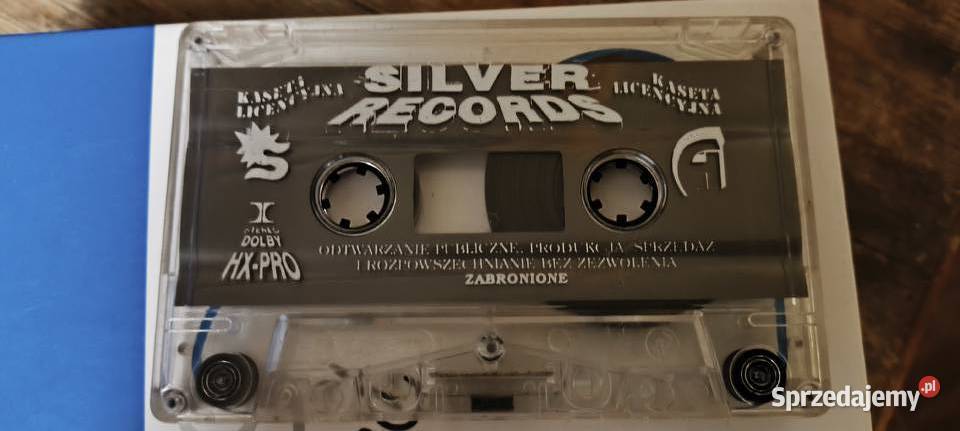 KASETA
LICENCYJNA
SILVER
RECORDS
KASETA
LICENCYJNA
S
STEREO
DOLBY
HX-PRO
ODTWARZANIE PUBLICZNE, PRODUKCJA, SPRZEDAŻ
I ROZPOWSZECHNIANIE BEZ ZEZWOLENIA
ZABRONIONE
Sprzedajemy.pl